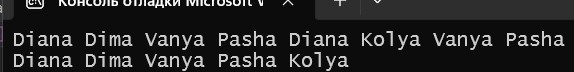 Консоль отладки Microsoft V
Diana Dima Vanya Pasha Diana Kolya Vanya Pasha
Diana Dima Vanya Pasha Kolya